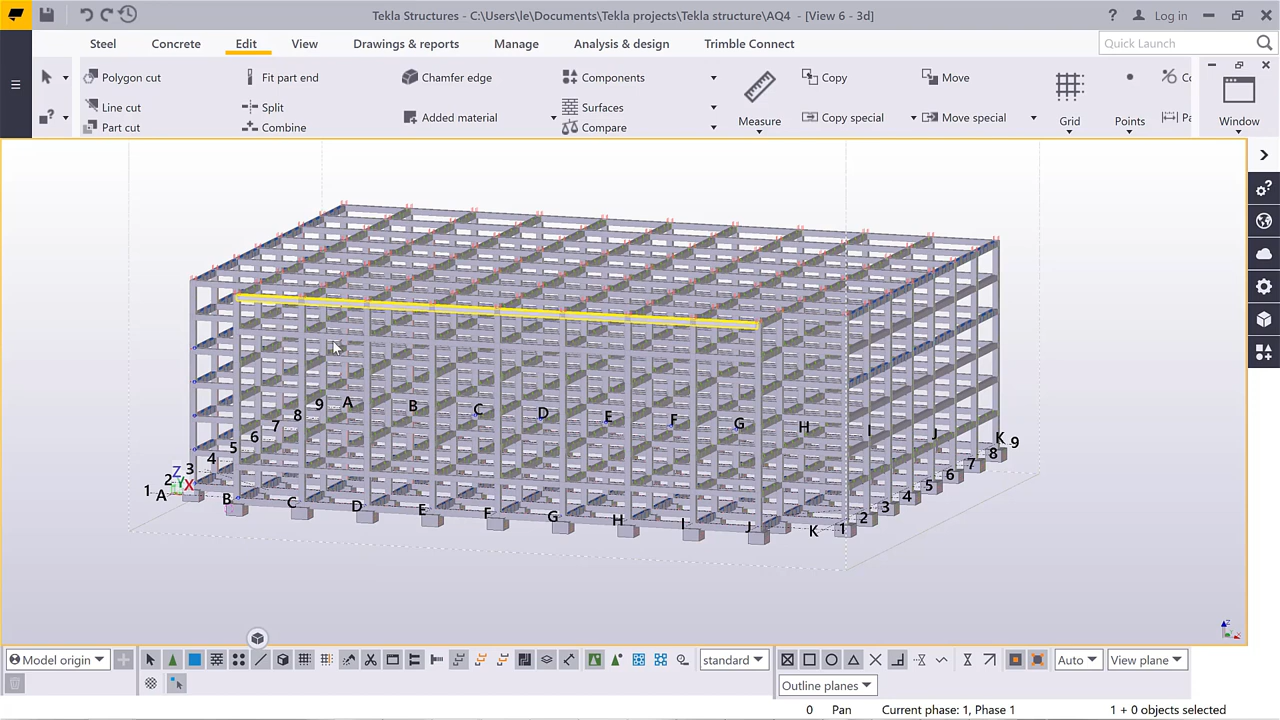 Tekla Structures - C:\Users\le\Documents\Tekla projects\Tekla structure\AQ4 - [View 6 - 3d]
? Log in
Steel Concrete Edit View Drawings & reports Manage Analysis & design Trimble Connect Quick Launch
Polygon cut Fit part end Chamfer edge Components Copy Move Co
Line cut Split Added material Surfaces Measure Copy special Grid Move special Points Pa Window
Part cut Combine Compare
A B C D E F G H I J K 9
1 2 3 4 5 6 7 8 9
Z Y X
1 A B C D E F G H I J K 1 2 3 4 5 6 7 8
Model origin standard Auto View plane
Outline planes
0 Pan Current phase: 1, Phase 1 1 + 0 objects selected